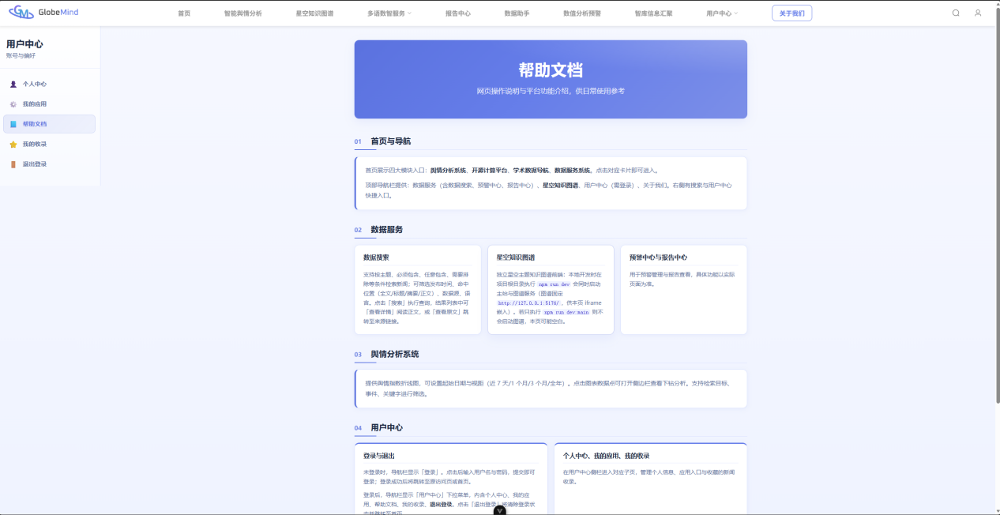 GlobeMind
首页
智能舆情分析
星空知识图谱
多语数智服务
报告中心
数据助手
数值分析预警
智库信息汇聚
用户中心
关于我们
用户中心
账号与偏好
个人中心
我的应用
帮助文档
我的收录
退出登录
帮助文档
网页操作说明与平台功能介绍，供日常使用参考
01 首页与导航
首页展示四大模块入口：舆情分析系统、开源计算平台、学术数据导航、数据服务系统。点击对应卡片即可进入。
顶部导航栏提供：数据服务（含数据搜索、预警中心、报告中心）、星空知识图谱、用户中心（需登录）、关于我们。右侧有搜索与用户中心
快捷入口。
02 数据服务
数据搜索
支持按主题、必须包含、任意包含、需要排
除等条件检索新闻；可筛选发布时间、命中
位置（全文/标题/摘要/正文）、数据源、语
言。点击「搜索」执行查询，结果列表中可
「查看详情」阅读正文，或「查看原文」跳
转至来源链接。
星空知识图谱
独立星空主题知识图谱前端：本地开发时在
项目根目录执行 npm run dev 会同时启动
主站与图谱服务（图谱固定
http://127.0.0.1:5176/，供本页 iframe
嵌入）。若只执行 npm run dev:main 则不
会启动图谱，本页可能空白。
预警中心与报告中心
用于预警管理与报告查看，具体功能以实际
页面为准。
03 舆情分析系统
提供舆情指数折线图，可设置起始日期与视距（近 7 天/1 个月/3 个月/全年）。点击图表数据点可打开侧边栏查看下钻分析。支持检索目标、
事件、关键字进行筛选。
04 用户中心
登录与退出
未登录时，导航栏显示「登录」。点击后输入用户名与密码，提交即可
登录；登录成功后将跳转至原访问页或首页。
登录后，导航栏显示「用户中心」下拉菜单，内含个人中心、我的应
用、帮助文档、我的收录、退出登录。点击「退出登录」将清除登录状
态并跳转至首页。
个人中心、我的应用、我的收录
在用户中心侧栏进入对应子页，管理个人信息、应用入口与收藏的新闻
收录。